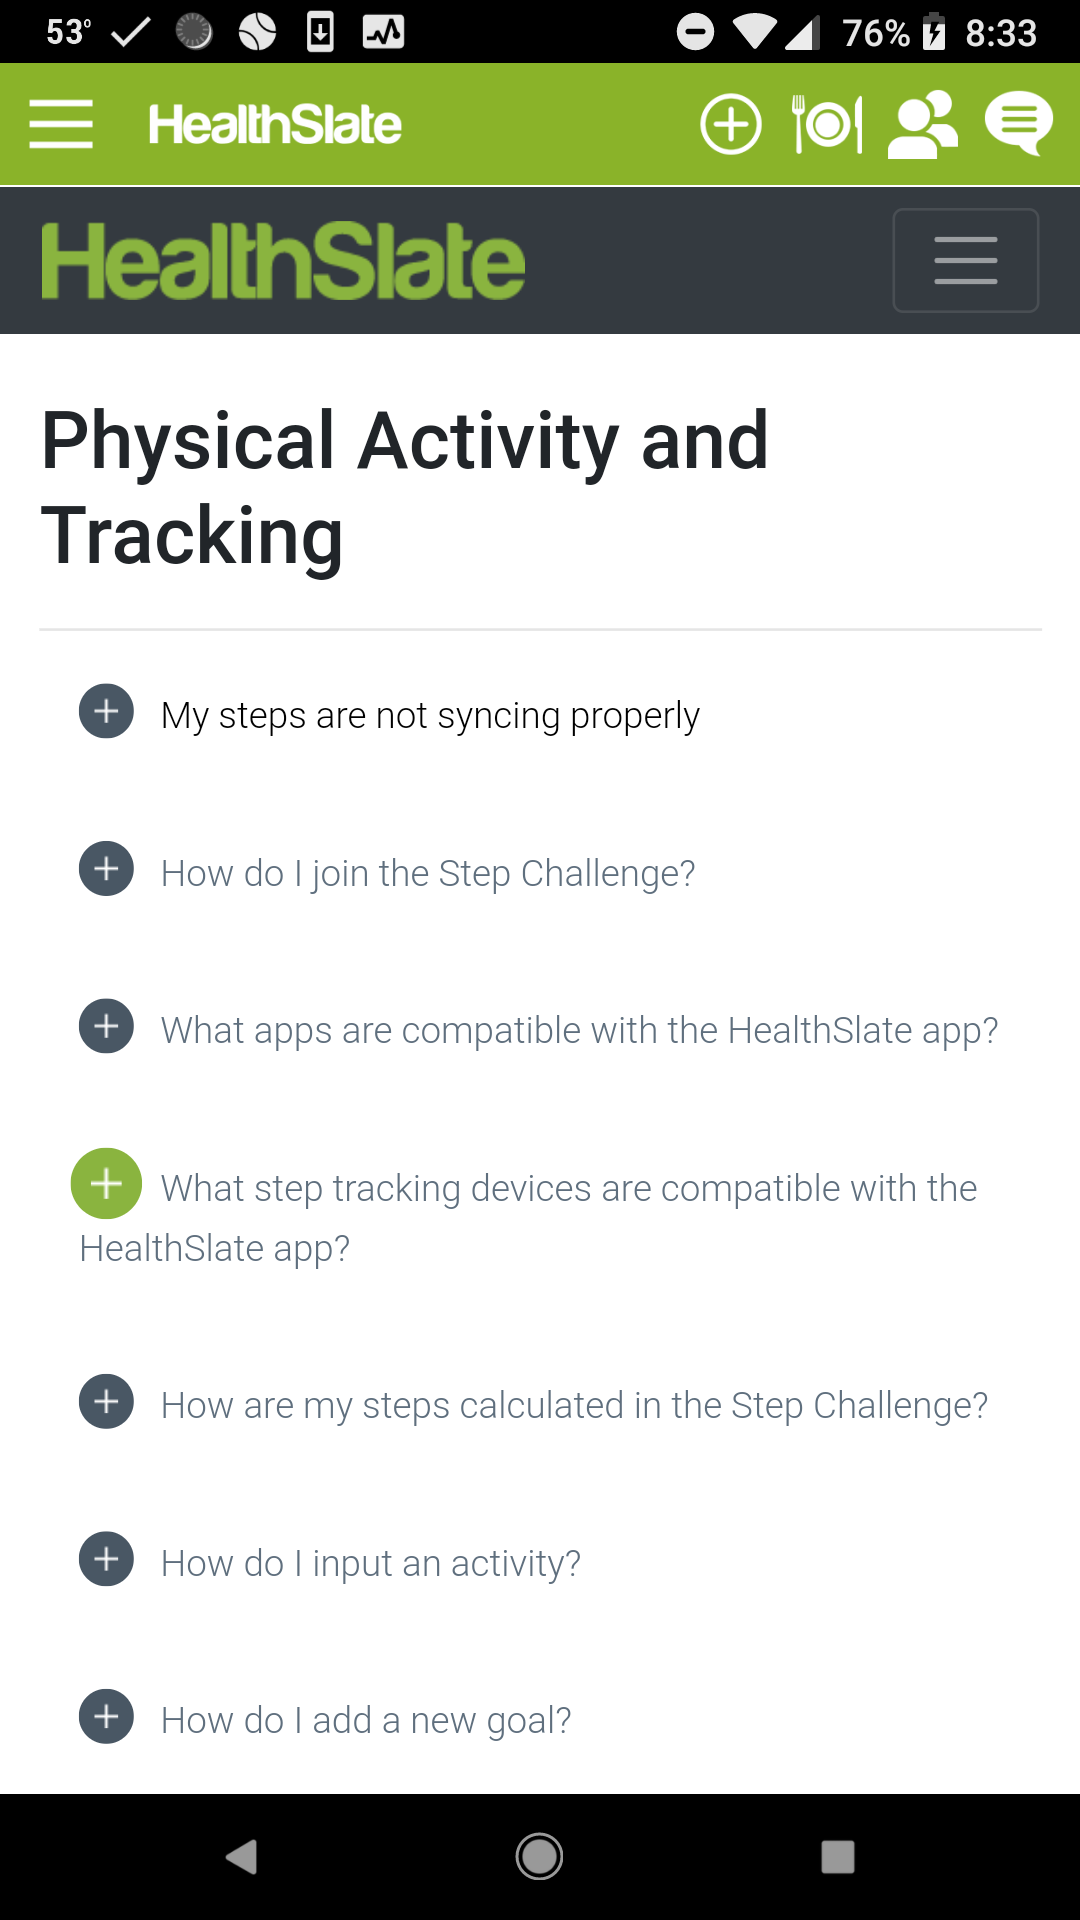 53° 76% 8:33
HealthSlate
HealthSlate
Physical Activity and
Tracking
My steps are not syncing properly
How do I join the Step Challenge?
What apps are compatible with the HealthSlate app?
What step tracking devices are compatible with the
HealthSlate app?
How are my steps calculated in the Step Challenge?
How do I input an activity?
How do I add a new goal?